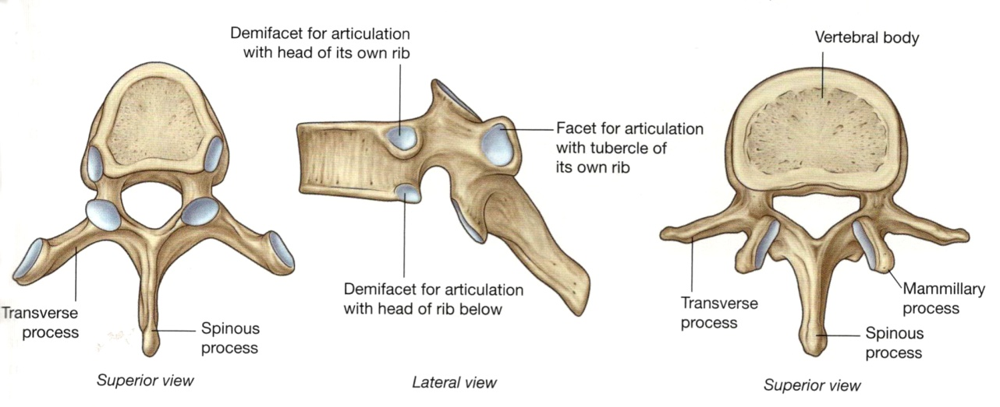 Demifacet for articulation
with head of its own rib
Vertebral body
Facet for articulation
with tubercle of
its own rib
Demifacet for articulation
with head of rib below
Transverse
process
Spinous
process
Transverse
process
Mammillary
process
Spinous
process
Superior view
Lateral view
Superior view